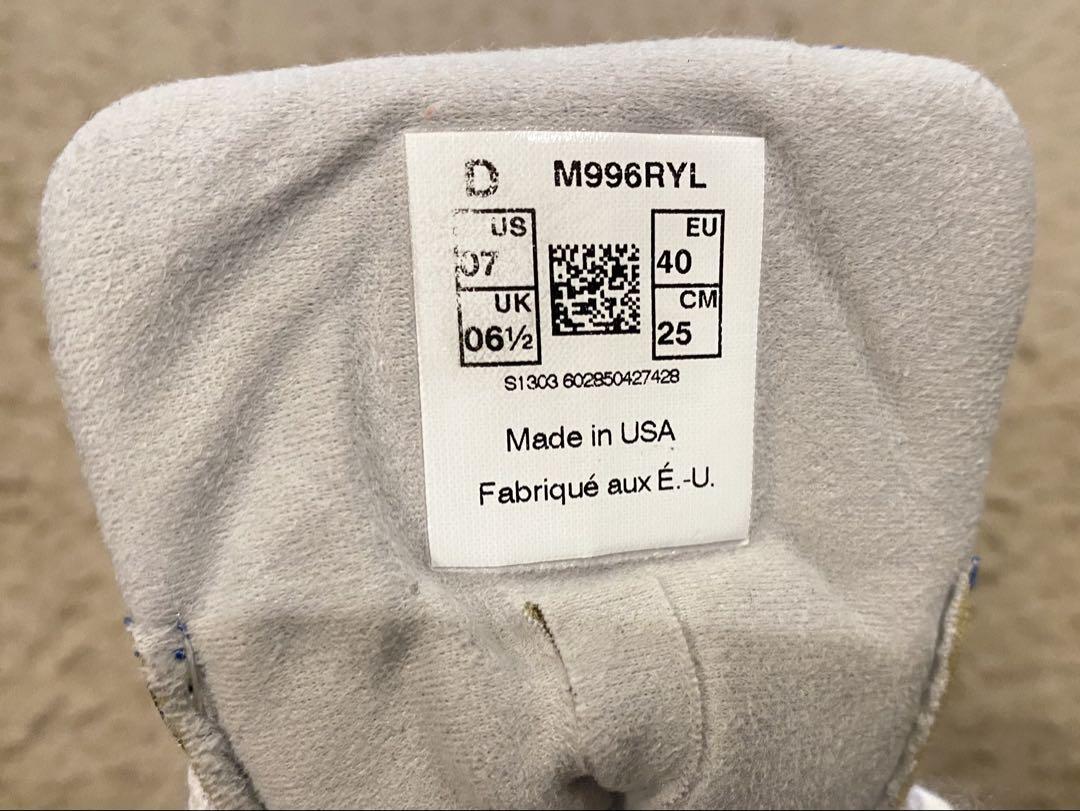 D M996RYL
US EU
07 40
UK CM
06½ 25
S1303 602850427428
Made in USA
Fabriqué aux É.-U.